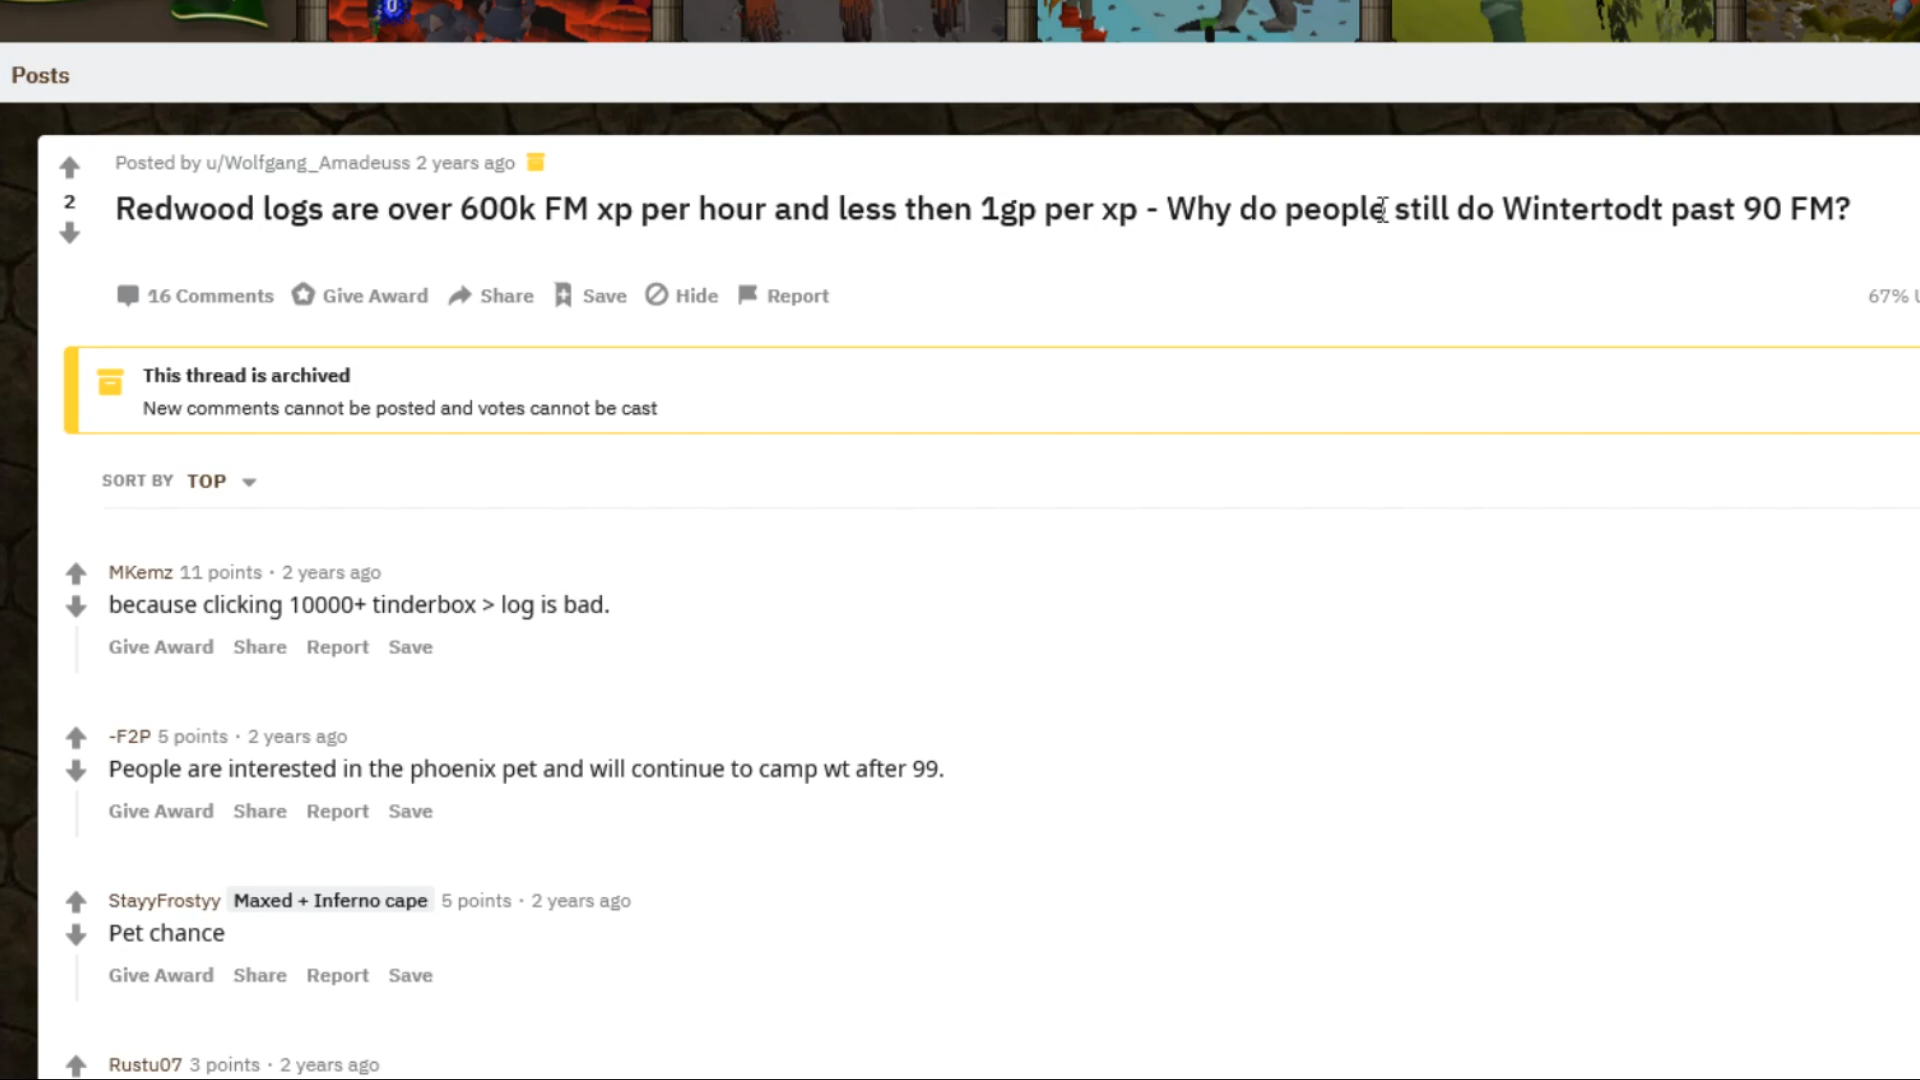 Posts
Posted by u/Wolfgang_Amadeuss 2 years ago
2
Redwood logs are over 600k FM xp per hour and less then 1gp per xp - Why do people still do Wintertodt past 90 FM?
16 Comments Give Award Share Save Hide Report
67%
This thread is archived
New comments cannot be posted and votes cannot be cast
SORT BY TOP
MKemz 11 points · 2 years ago
because clicking 10000+ tinderbox > log is bad.
Give Award Share Report Save
-F2P 5 points · 2 years ago
People are interested in the phoenix pet and will continue to camp wt after 99.
Give Award Share Report Save
StayyFrostyy Maxed + Inferno cape 5 points · 2 years ago
Pet chance
Give Award Share Report Save
Rustu07 3 points · 2 years ago